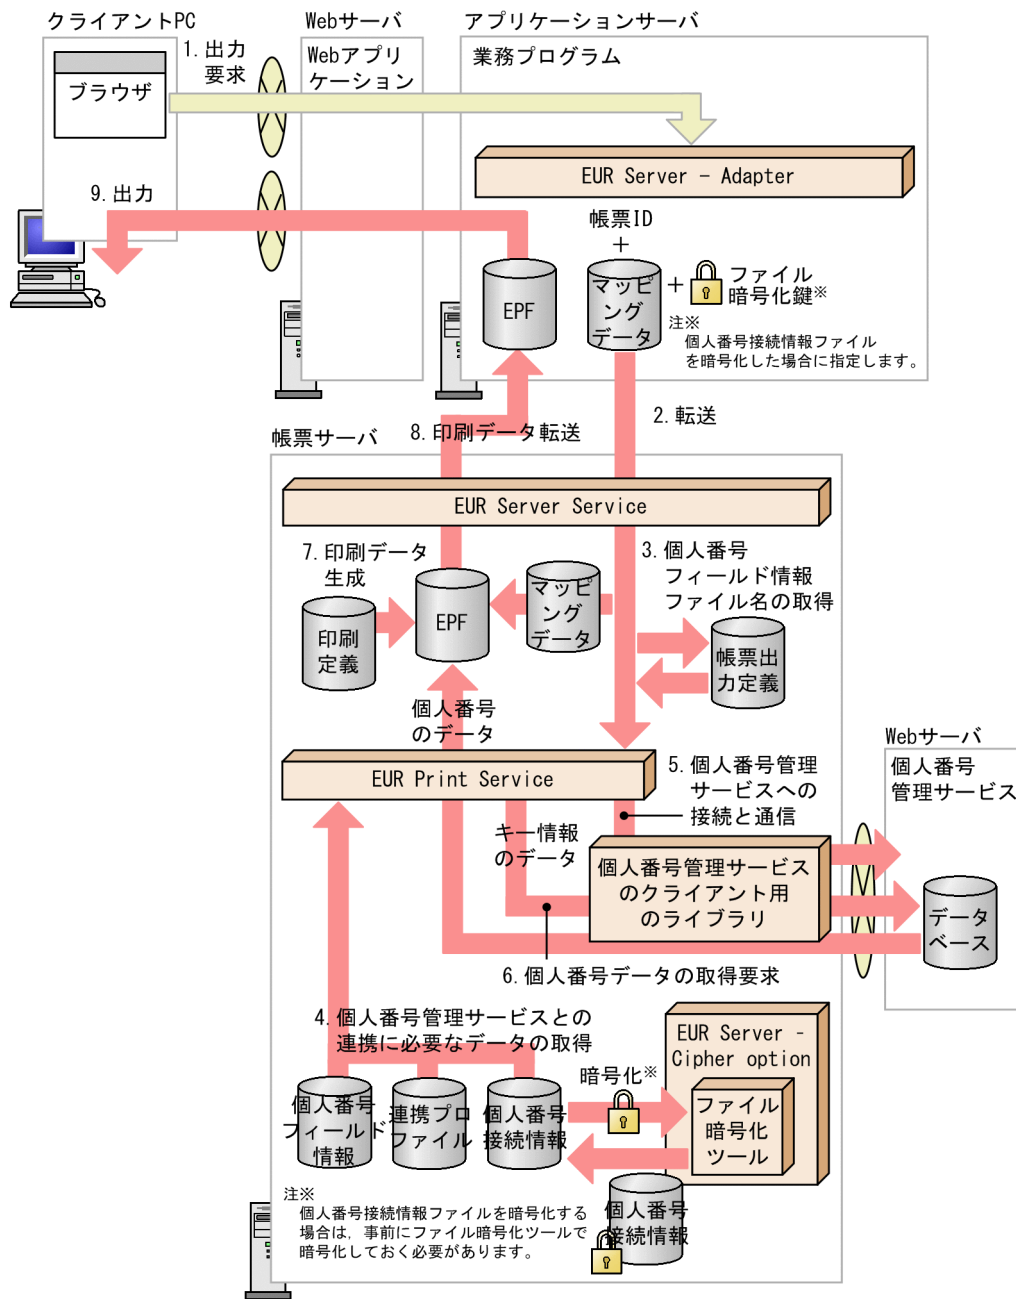 クライアントPC
Webサーバ
アプリケーションサーバ
1. 出力
要求
Webアプリ
ケーション
業務プログラム
ブラウザ
EUR Server − Adapter
9. 出力
帳票ID
+
EPF
マッピ
ング
データ
+
ファイル
暗号化鍵※
注※
個人番号接続情報ファイル
を暗号化した場合に指定します。
2. 転送
8. 印刷データ転送
帳票サーバ
EUR Server Service
7. 印刷データ
生成
3. 個人番号
フィールド情報
ファイル名の取得
印刷
定義
EPF
マッピ
ング
データ
帳票出
力定義
個人番号
のデータ
EUR Print Service
5. 個人番号管理
サービスへの
接続と通信
Webサーバ
個人番号
管理サービス
キー情報
のデータ
個人番号管理サービス
のクライアント用
のライブラリ
データ
ベース
6. 個人番号データの取得要求
4. 個人番号管理サービスとの
連携に必要なデータの取得
EUR Server −
Cipher option
暗号化※
個人番号
フィールド
情報
連携プロ
ファイル
個人番号
接続情報
ファイル
暗号化
ツール
注※
個人番号接続情報ファイルを暗号化する
場合は，事前にファイル暗号化ツールで
暗号化しておく必要があります。
個人番号
接続情報